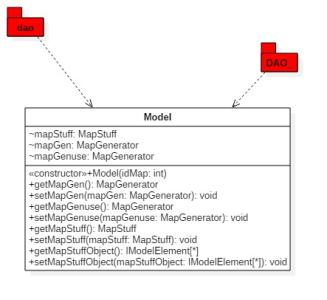 dao
DAO_
Model
~mapStuff: MapStuff
~mapGen: MapGenerator
~mapGenuse: MapGenerator
«constructor»+Model(idMap: int)
+getMapGen(): MapGenerator
+setMapGen(mapGen: MapGenerator): void
+getMapGenuse(): MapGenerator
+setMapGenuse(mapGenuse: MapGenerator): void
+getMapStuff(): MapStuff
+setMapStuff(mapStuff: MapStuff): void
+getMapStuffObject(): IModelElement[*]
+setMapStuffObject(mapStuffObject: IModelElement[*]): void